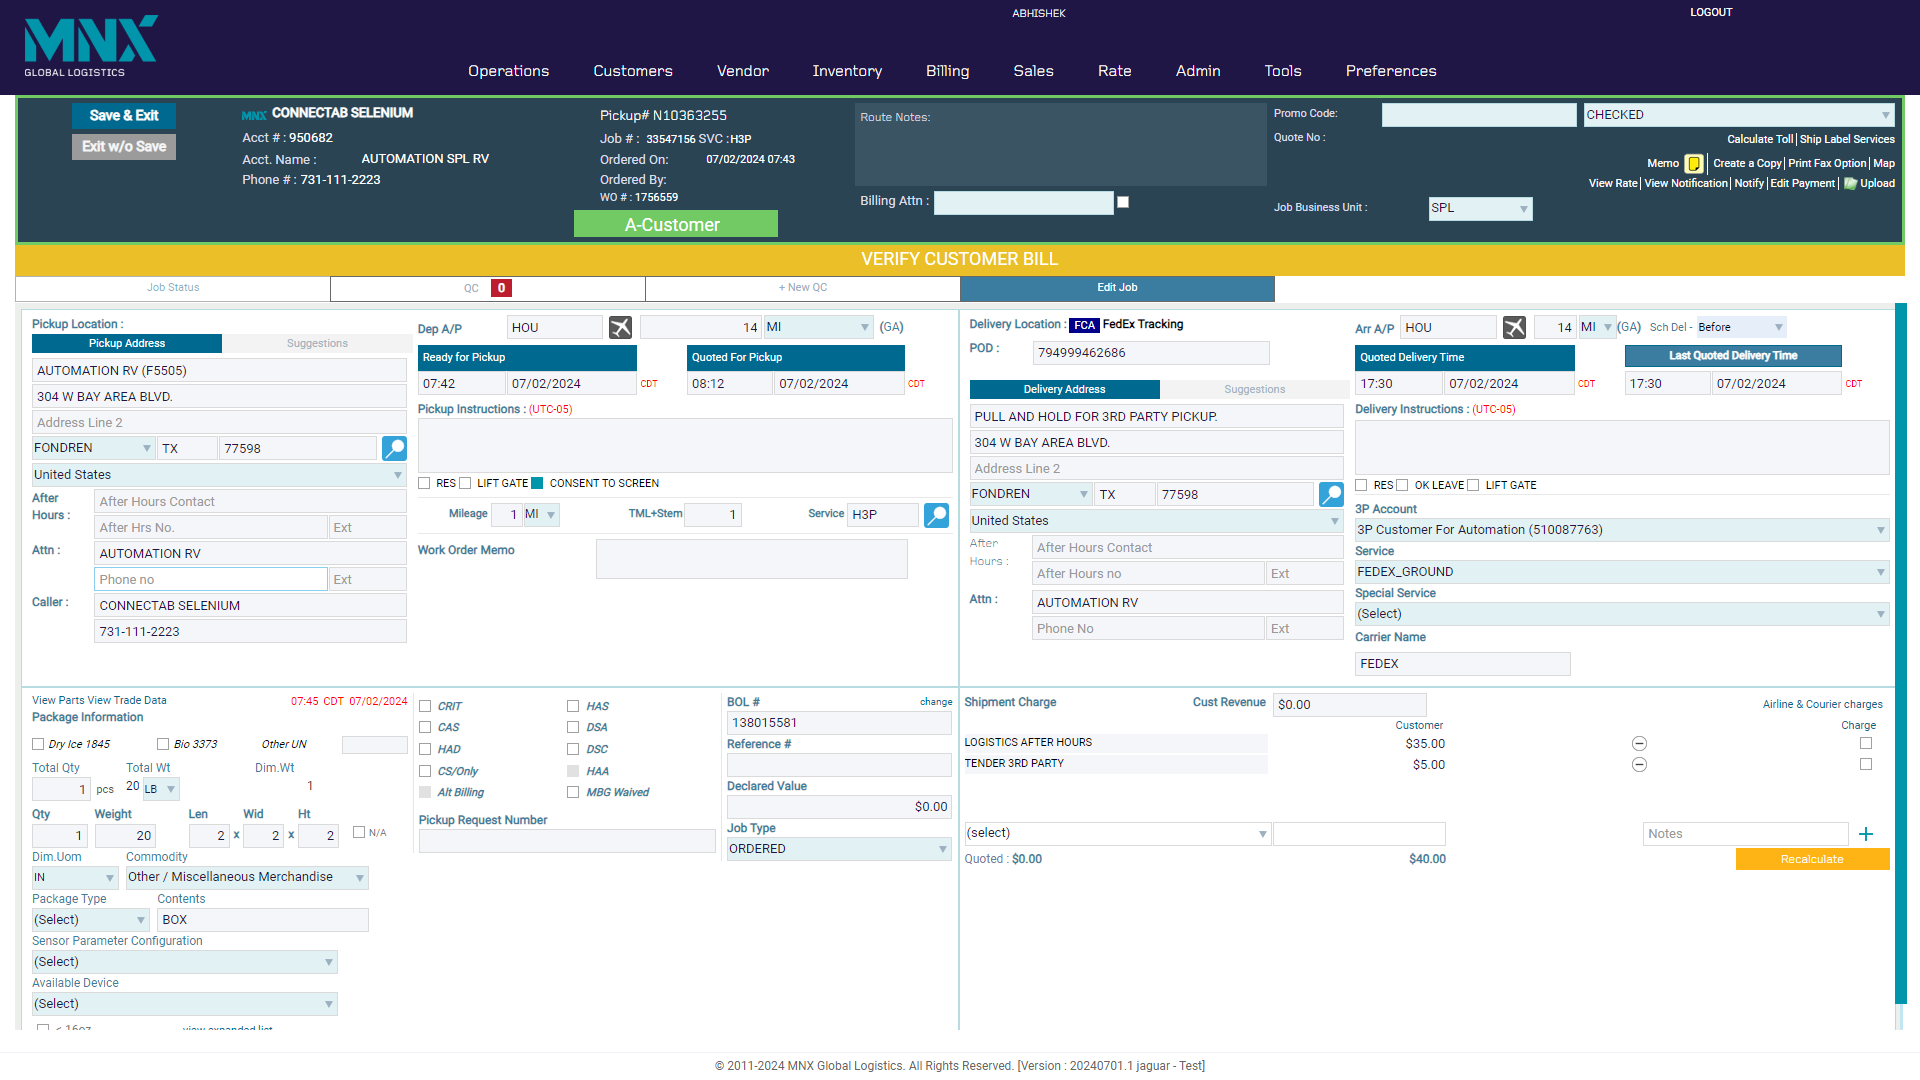 ABHISHEK
LOGOUT
MNX
GLOBAL LOGISTICS
Operations Customers Vendor Inventory Billing Sales Rate Admin Tools Preferences
Save & Exit
Exit w/o Save
MNX CONNECTAB SELENIUM
Acct # : 950682
Acct. Name : AUTOMATION SPL RV
Phone # : 731-111-2223
Pickup# N10363255
Job # : 33547156 SVC : H3P
Ordered On: 07/02/2024 07:43
Ordered By:
WO # : 1756559
A-Customer
Route Notes:
Billing Attn :
Promo Code: CHECKED
Quote No :
Calculate Toll | Ship Label Services
Memo | Create a Copy | Print Fax Option | Map
View Rate | View Notification | Notify | Edit Payment | Upload
Job Business Unit : SPL
VERIFY CUSTOMER BILL
Job Status QC 0 + New QC Edit Job
Pickup Location :
Pickup Address Suggestions
AUTOMATION RV (F5505)
304 W BAY AREA BLVD.
Address Line 2
FONDREN TX 77598
United States
After Hours : After Hours Contact
After Hrs No. Ext
Attn : AUTOMATION RV
Phone no Ext
Caller : CONNECTAB SELENIUM
731-111-2223
Dep A/P HOU 14 MI (GA)
Ready for Pickup Quoted For Pickup
07:42 07/02/2024 CDT 08:12 07/02/2024 CDT
Pickup Instructions : (UTC-05)
RES LIFT GATE CONSENT TO SCREEN
Mileage 1 MI TML+Stem 1 Service H3P
Work Order Memo
Delivery Location : FCA FedEx Tracking
POD : 794999462686
Delivery Address Suggestions
PULL AND HOLD FOR 3RD PARTY PICKUP.
304 W BAY AREA BLVD.
Address Line 2
FONDREN TX 77598
United States
After Hours : After Hours Contact
After Hours no Ext
Attn : AUTOMATION RV
Phone No Ext
Arr A/P HOU 14 MI (GA) Sch Del - Before
Quoted Delivery Time Last Quoted Delivery Time
17:30 07/02/2024 CDT 17:30 07/02/2024 CDT
Delivery Instructions : (UTC-05)
RES OK LEAVE LIFT GATE
3P Account
3P Customer For Automation (510087763)
Service
FEDEX_GROUND
Special Service
(Select)
Carrier Name
FEDEX
View Parts View Trade Data 07:45 CDT 07/02/2024
Package Information
Dry Ice 1845 Bio 3373 Other UN
Total Qty Total Wt Dim.Wt
1 pcs 20 LB 1
Qty Weight Len Wid Ht
1 20 2 x 2 x 2 N/A
Dim.Uom Commodity
IN Other / Miscellaneous Merchandise
Package Type Contents
(Select) BOX
Sensor Parameter Configuration
(Select)
Available Device
(Select)
< 16oz view expanded list
CRIT HAS
CAS DSA
HAD DSC
CS/Only HAA
Alt Billing MBG Waived
Pickup Request Number
BOL # change
138015581
Reference #
Declared Value
$0.00
Job Type
ORDERED
Shipment Charge Cust Revenue $0.00 Airline & Courier charges
Customer Charge
LOGISTICS AFTER HOURS $35.00
TENDER 3RD PARTY $5.00
(select) Notes +
Quoted : $0.00 $40.00 Recalculate
© 2011-2024 MNX Global Logistics. All Rights Reserved. [Version : 20240701.1 jaguar - Test]